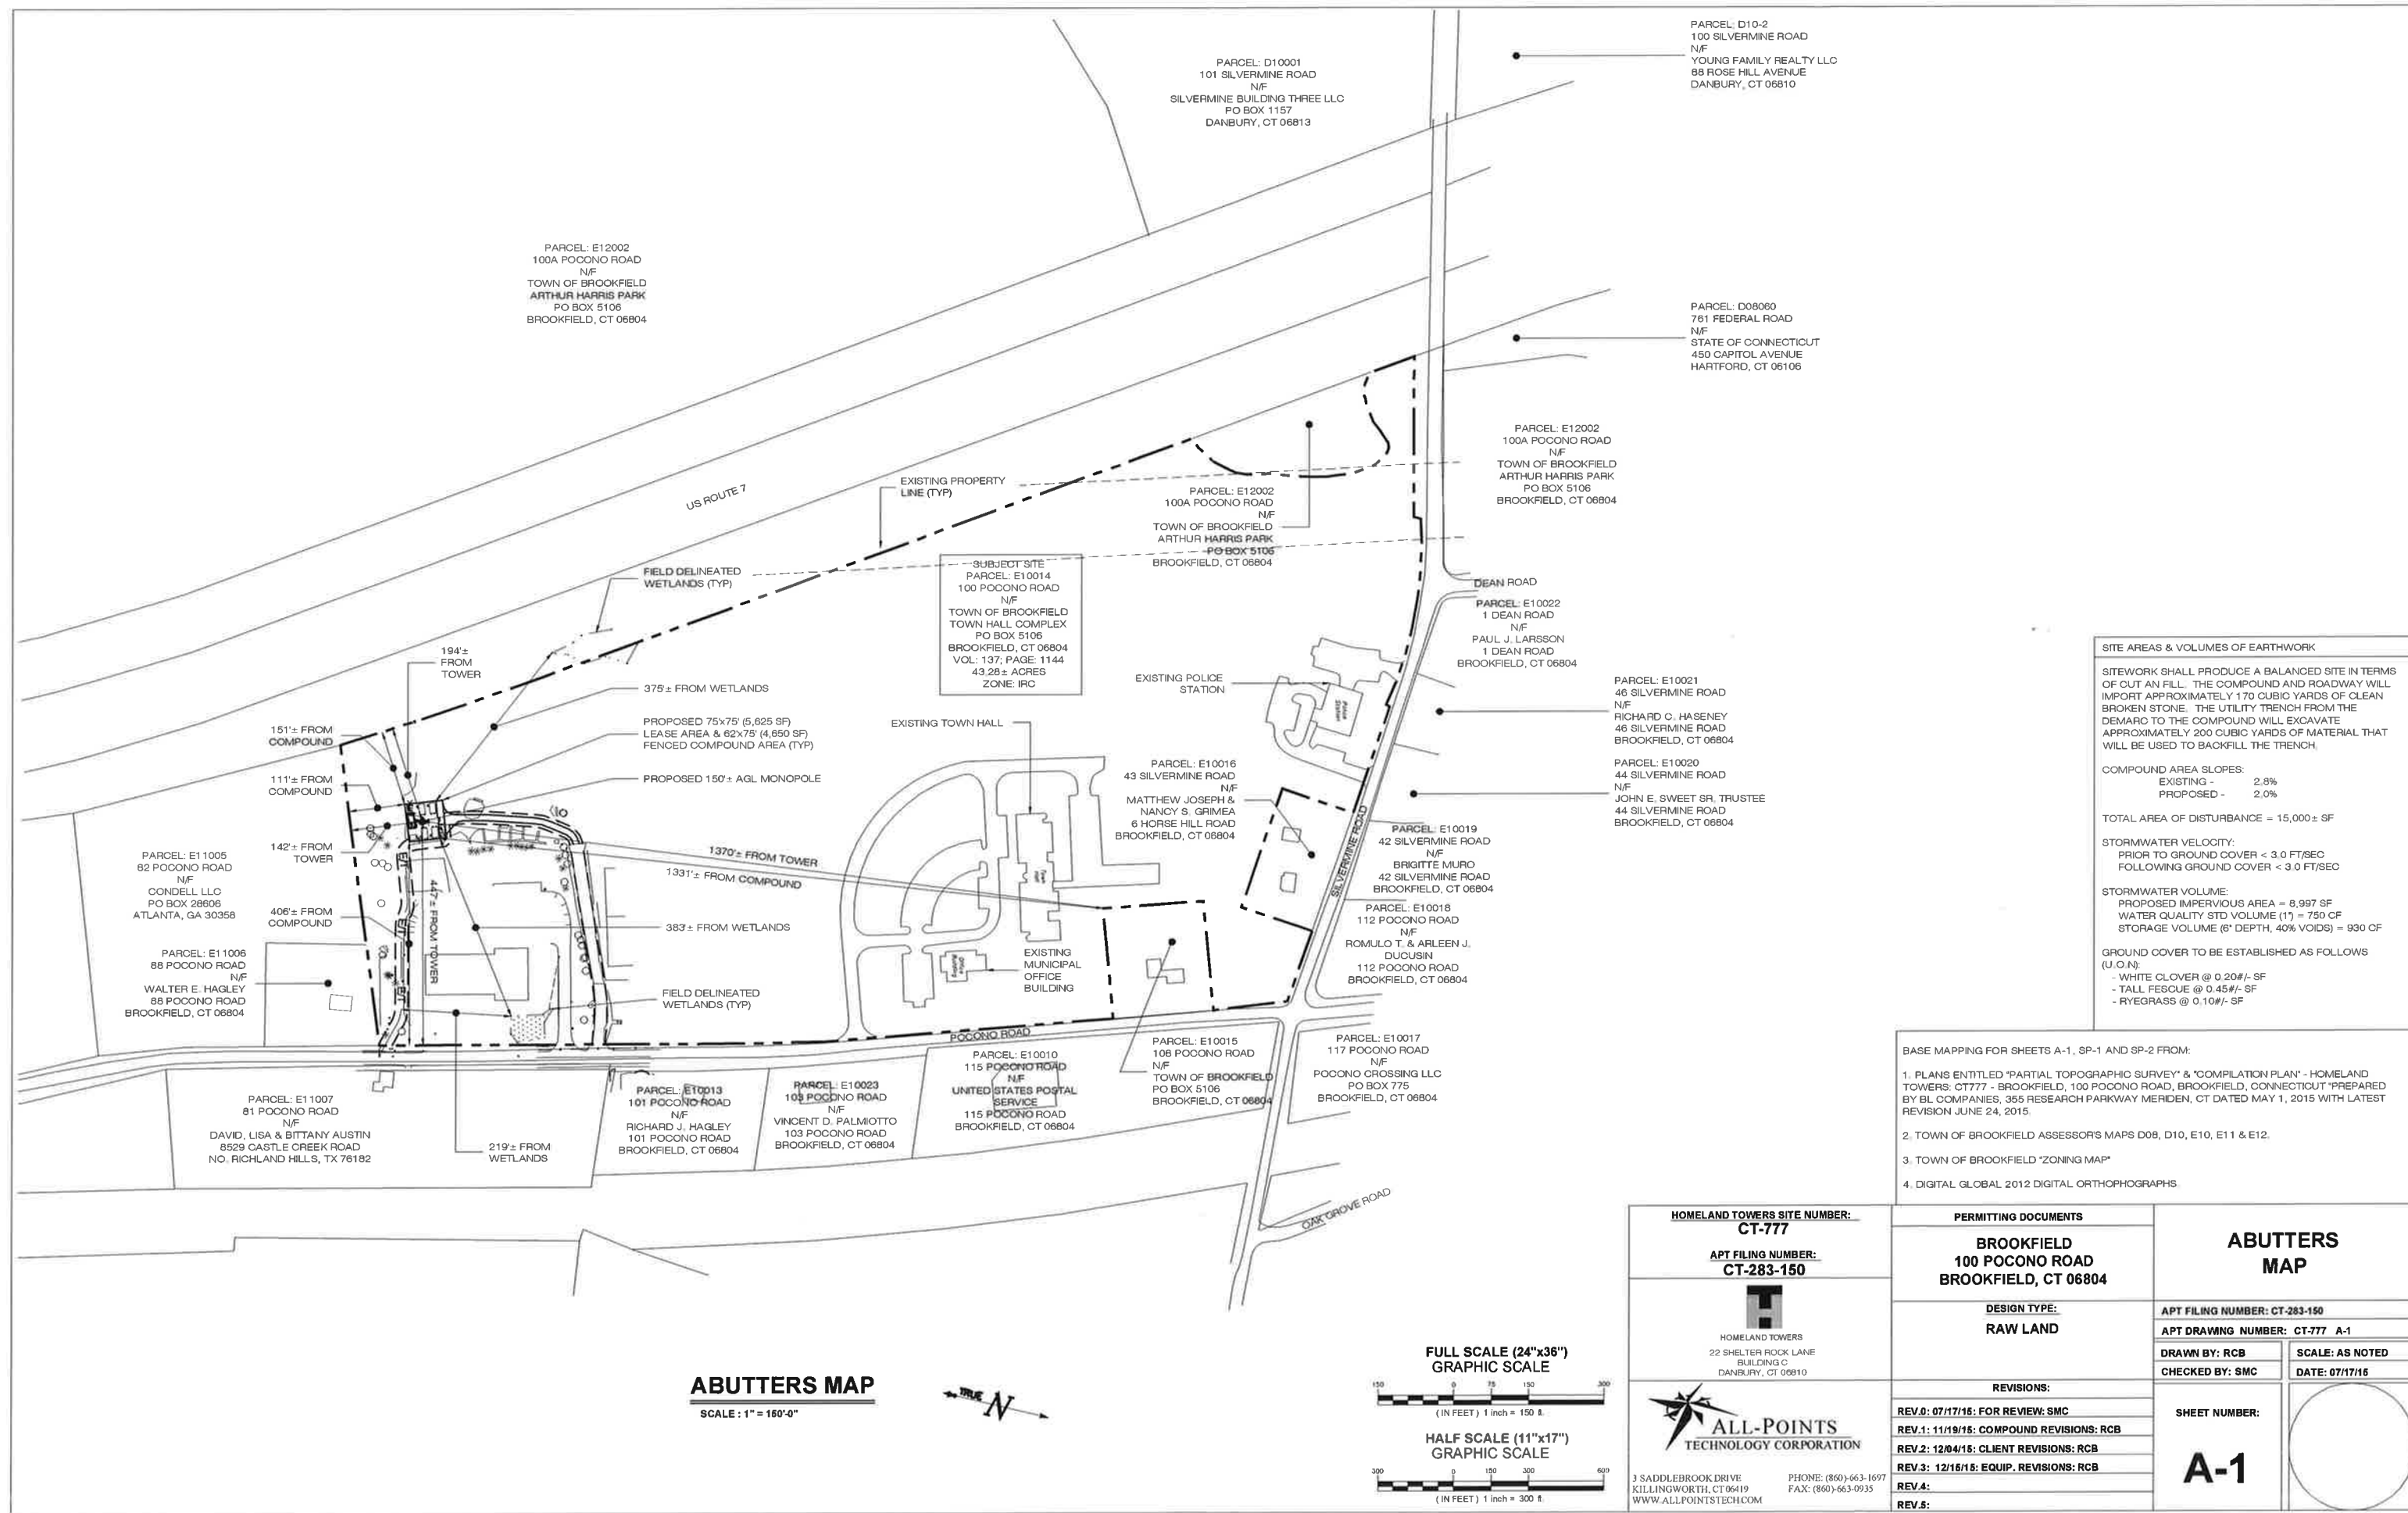 PARCEL: D10-2
100 SILVERMINE ROAD
N/F
YOUNG FAMILY REALTY LLC
88 ROSE HILL AVENUE
DANBURY, CT 06810
PARCEL: D10001
101 SILVERMINE ROAD
N/F
SILVERMINE BUILDING THREE LLC
PO BOX 1157
DANBURY, CT 06813
PARCEL: E12002
100A POCONO ROAD
N/F
TOWN OF BROOKFIELD
ARTHUR HARRIS PARK
PO BOX 5106
BROOKFIELD, CT 06804
PARCEL: D08060
761 FEDERAL ROAD
N/F
STATE OF CONNECTICUT
450 CAPITOL AVENUE
HARTFORD, CT 06106
PARCEL: E12002
100A POCONO ROAD
N/F
TOWN OF BROOKFIELD
ARTHUR HARRIS PARK
PO BOX 5106
BROOKFIELD, CT 06804
US ROUTE 7
EXISTING PROPERTY
LINE (TYP)
PARCEL: E12002
100A POCONO ROAD
N/F
TOWN OF BROOKFIELD
ARTHUR HARRIS PARK
PO BOX 5106
BROOKFIELD, CT 06804
FIELD DELINEATED
WETLANDS (TYP)
SUBJECT SITE
PARCEL: E10014
100 POCONO ROAD
N/F
TOWN OF BROOKFIELD
TOWN HALL COMPLEX
PO BOX 5106
BROOKFIELD, CT 06804
VOL: 137; PAGE: 1144
43.28± ACRES
ZONE: IRC
DEAN ROAD
PARCEL: E10022
1 DEAN ROAD
N/F
PAUL J. LARSSON
1 DEAN ROAD
BROOKFIELD, CT 06804
194'±
FROM
TOWER
375'± FROM WETLANDS
EXISTING POLICE
STATION
Police
Station
PARCEL: E10021
46 SILVERMINE ROAD
N/F
RICHARD C. HASENEY
46 SILVERMINE ROAD
BROOKFIELD, CT 06804
PROPOSED 75'x75' (5,625 SF)
LEASE AREA & 62'x75' (4,650 SF)
FENCED COMPOUND AREA (TYP)
EXISTING TOWN HALL
151'± FROM
COMPOUND
PROPOSED 150'± AGL MONOPOLE
111'± FROM
COMPOUND
PARCEL: E10016
43 SILVERMINE ROAD
N/F
MATTHEW JOSEPH &
NANCY S. GRIMEA
6 HORSE HILL ROAD
BROOKFIELD, CT 06804
PARCEL: E10020
44 SILVERMINE ROAD
N/F
JOHN E. SWEET SR. TRUSTEE
44 SILVERMINE ROAD
BROOKFIELD, CT 06804
SILVERMINE ROAD
142'± FROM
TOWER
PARCEL: E11005
82 POCONO ROAD
N/F
CONDELL LLC
PO BOX 28606
ATLANTA, GA 30358
E/T
E/T
E/T
447'± FROM TOWER
1370'± FROM TOWER
1331'± FROM COMPOUND
Town
Hall
PARCEL: E10019
42 SILVERMINE ROAD
N/F
BRIGITTE MURO
42 SILVERMINE ROAD
BROOKFIELD, CT 06804
406'± FROM
COMPOUND
383'± FROM WETLANDS
PARCEL: E10018
112 POCONO ROAD
N/F
ROMULO T. & ARLEEN J.
DUCUSIN
112 POCONO ROAD
BROOKFIELD, CT 06804
PARCEL: E11006
88 POCONO ROAD
N/F
WALTER E. HAGLEY
88 POCONO ROAD
BROOKFIELD, CT 06804
Office
Building
EXISTING
MUNICIPAL
OFFICE
BUILDING
FIELD DELINEATED
WETLANDS (TYP)
POCONO ROAD
PARCEL: E11007
81 POCONO ROAD
N/F
DAVID, LISA & BITTANY AUSTIN
8529 CASTLE CREEK ROAD
NO. RICHLAND HILLS, TX 76182
219'± FROM
WETLANDS
PARCEL: E10013
101 POCONO ROAD
N/F
RICHARD J. HAGLEY
101 POCONO ROAD
BROOKFIELD, CT 06804
PARCEL: E10023
103 POCONO ROAD
N/F
VINCENT D. PALMIOTTO
103 POCONO ROAD
BROOKFIELD, CT 06804
PARCEL: E10010
115 POCONO ROAD
N/F
UNITED STATES POSTAL
SERVICE
115 POCONO ROAD
BROOKFIELD, CT 06804
PARCEL: E10015
106 POCONO ROAD
N/F
TOWN OF BROOKFIELD
PO BOX 5106
BROOKFIELD, CT 06804
PARCEL: E10017
117 POCONO ROAD
N/F
POCONO CROSSING LLC
PO BOX 775
BROOKFIELD, CT 06804
OAK GROVE ROAD
SITE AREAS & VOLUMES OF EARTHWORK
SITEWORK SHALL PRODUCE A BALANCED SITE IN TERMS
OF CUT AN FILL. THE COMPOUND AND ROADWAY WILL
IMPORT APPROXIMATELY 170 CUBIC YARDS OF CLEAN
BROKEN STONE. THE UTILITY TRENCH FROM THE
DEMARC TO THE COMPOUND WILL EXCAVATE
APPROXIMATELY 200 CUBIC YARDS OF MATERIAL THAT
WILL BE USED TO BACKFILL THE TRENCH.
COMPOUND AREA SLOPES:
EXISTING - 2.8%
PROPOSED - 2.0%
TOTAL AREA OF DISTURBANCE = 15,000± SF
STORMWATER VELOCITY:
PRIOR TO GROUND COVER < 3.0 FT/SEC
FOLLOWING GROUND COVER < 3.0 FT/SEC
STORMWATER VOLUME:
PROPOSED IMPERVIOUS AREA = 8,997 SF
WATER QUALITY STD VOLUME (1") = 750 CF
STORAGE VOLUME (6" DEPTH, 40% VOIDS) = 930 CF
GROUND COVER TO BE ESTABLISHED AS FOLLOWS
(U.O.N):
- WHITE CLOVER @ 0.20#/- SF
- TALL FESCUE @ 0.45#/- SF
- RYEGRASS @ 0.10#/- SF
BASE MAPPING FOR SHEETS A-1, SP-1 AND SP-2 FROM:
1. PLANS ENTITLED "PARTIAL TOPOGRAPHIC SURVEY" & "COMPILATION PLAN" - HOMELAND
TOWERS: CT777 - BROOKFIELD, 100 POCONO ROAD, BROOKFIELD, CONNECTICUT "PREPARED
BY BL COMPANIES, 355 RESEARCH PARKWAY MERIDEN, CT DATED MAY 1, 2015 WITH LATEST
REVISION JUNE 24, 2015.
2. TOWN OF BROOKFIELD ASSESSOR'S MAPS D08, D10, E10, E11 & E12.
3. TOWN OF BROOKFIELD "ZONING MAP"
4. DIGITAL GLOBAL 2012 DIGITAL ORTHOPHOGRAPHS.
ABUTTERS MAP
SCALE : 1" = 150'-0"
TRUE N
FULL SCALE (24"x36")
GRAPHIC SCALE
150 0 75 150 300
( IN FEET ) 1 inch = 150 ft.
HALF SCALE (11"x17")
GRAPHIC SCALE
300 0 150 300 600
( IN FEET ) 1 inch = 300 ft.
HOMELAND TOWERS SITE NUMBER:
CT-777
APT FILING NUMBER:
CT-283-150
HOMELAND TOWERS
22 SHELTER ROCK LANE
BUILDING C
DANBURY, CT 06810
ALL-POINTS
TECHNOLOGY CORPORATION
3 SADDLEBROOK DRIVE PHONE: (860)-663-1697
KILLINGWORTH, CT 06419 FAX: (860)-663-0935
WWW.ALLPOINTSTECH.COM
PERMITTING DOCUMENTS
BROOKFIELD
100 POCONO ROAD
BROOKFIELD, CT 06804
DESIGN TYPE:
RAW LAND
REVISIONS:
REV.0: 07/17/15: FOR REVIEW: SMC
REV.1: 11/19/15: COMPOUND REVISIONS: RCB
REV.2: 12/04/15: CLIENT REVISIONS: RCB
REV.3: 12/15/15: EQUIP. REVISIONS: RCB
REV.4:
REV.5:
ABUTTERS
MAP
APT FILING NUMBER: CT-283-150
APT DRAWING NUMBER: CT-777 A-1
DRAWN BY: RCB SCALE: AS NOTED
CHECKED BY: SMC DATE: 07/17/15
SHEET NUMBER:
A-1